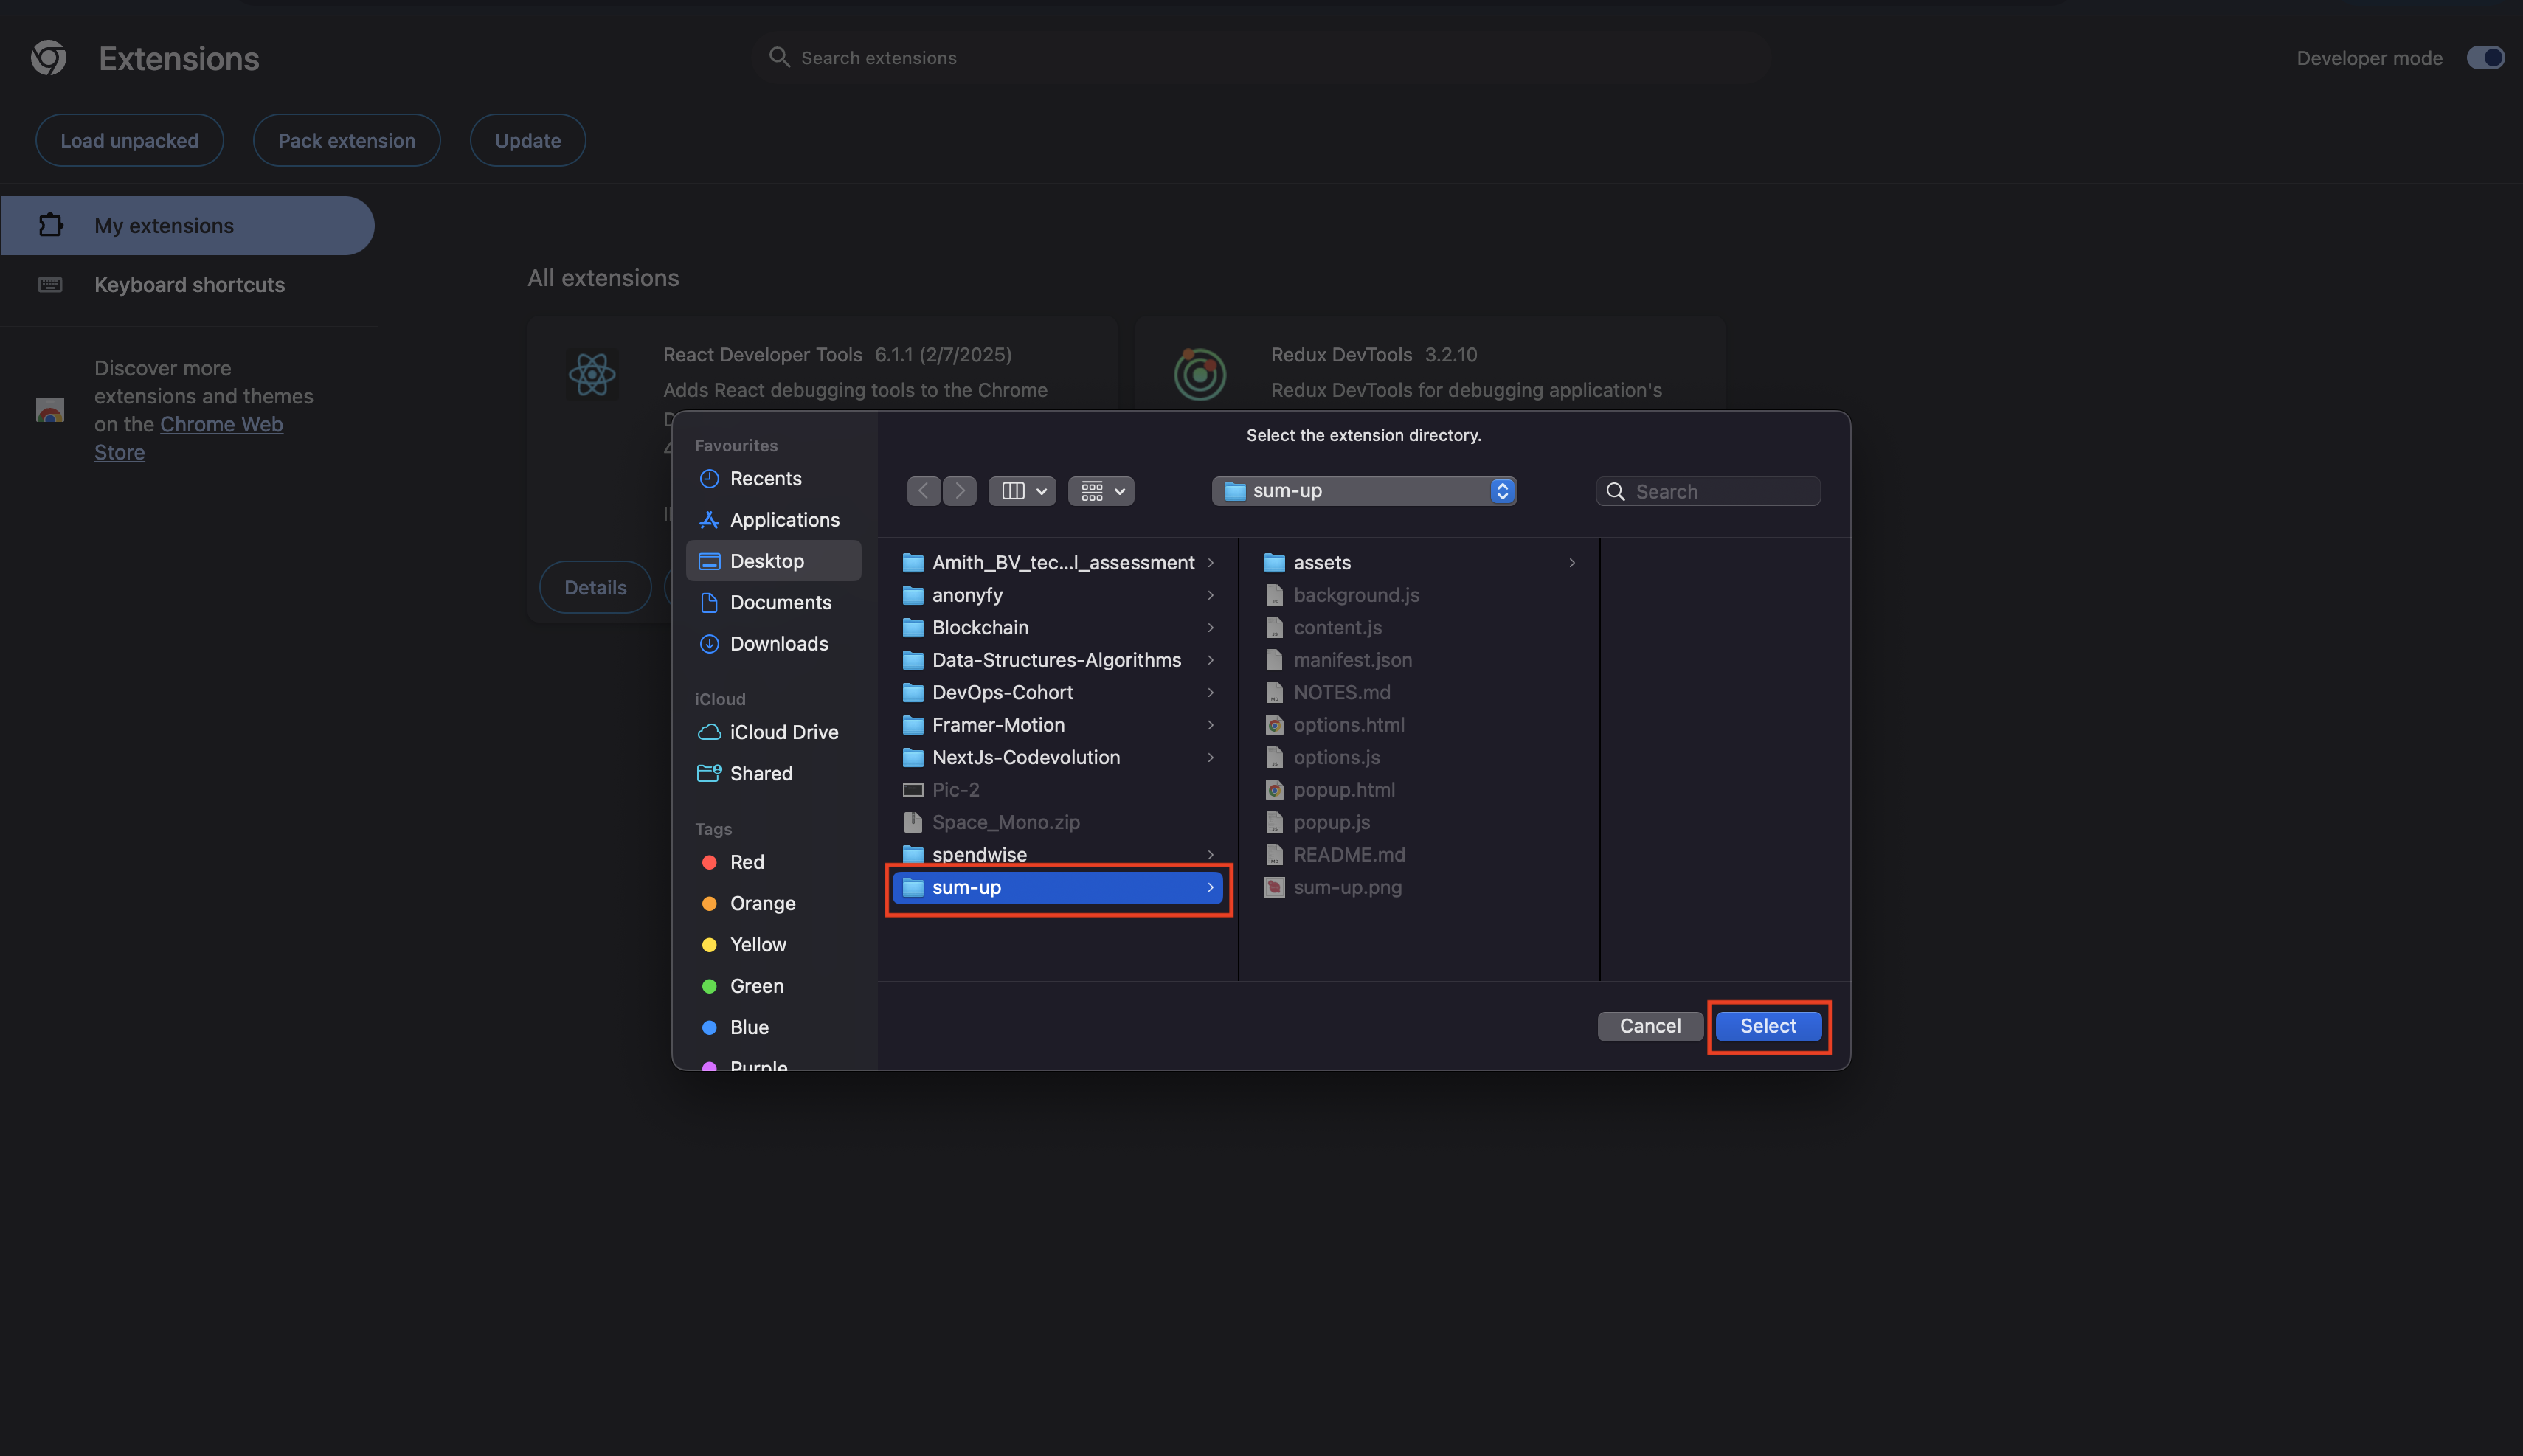 Extensions
Search extensions
Developer mode
Load unpacked
Pack extension
Update
My extensions
Keyboard shortcuts
Discover more
extensions and themes
on the Chrome Web
Store
All extensions
React Developer Tools 6.1.1 (2/7/2025)
Adds React debugging tools to the Chrome
Redux DevTools 3.2.10
Redux DevTools for debugging application's
Details
Select the extension directory.
Favourites
Recents
Applications
Desktop
Documents
Downloads
iCloud
iCloud Drive
Shared
Tags
Red
Orange
Yellow
Green
Blue
Purple
sum-up
Search
Amith_BV_tec...l_assessment
anonyfy
Blockchain
Data-Structures-Algorithms
DevOps-Cohort
Framer-Motion
NextJs-Codevolution
Pic-2
Space_Mono.zip
spendwise
sum-up
assets
background.js
content.js
manifest.json
NOTES.md
options.html
options.js
popup.html
popup.js
README.md
sum-up.png
Cancel
Select